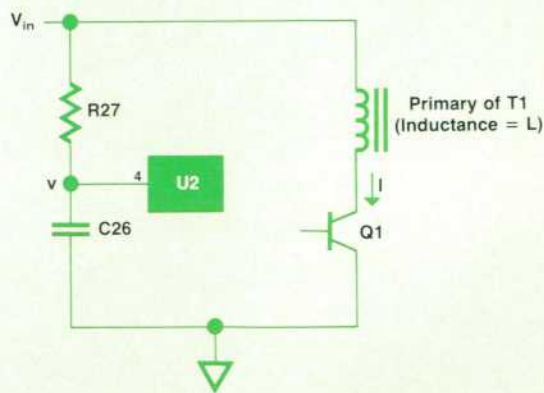 Vin
R27
Primary of T1
(Inductance = L)
v
4
U2
I
C26
Q1